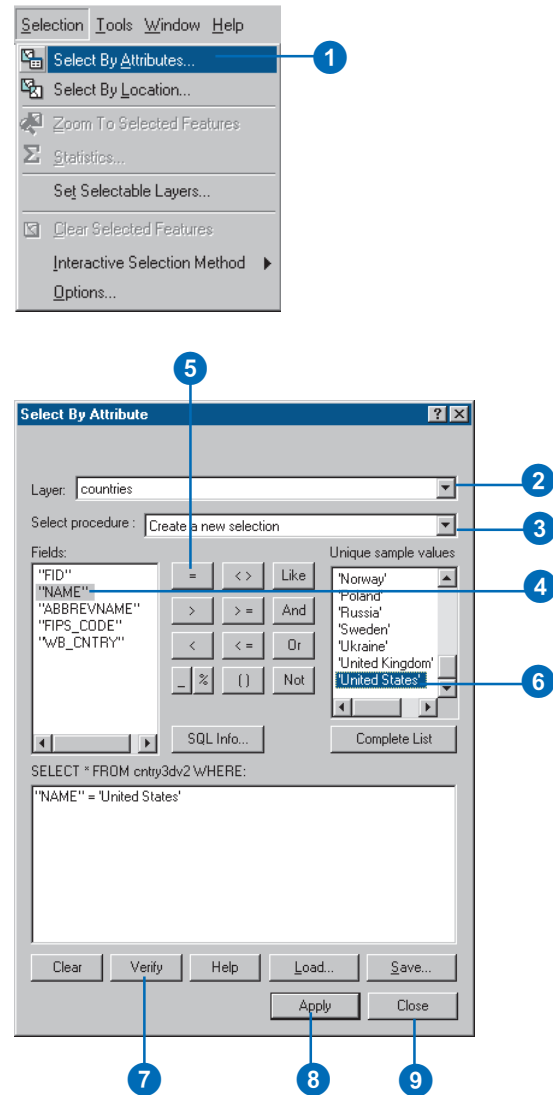 Selection Tools Window Help
Select By Attributes...
1
Select By Location...
Zoom To Selected Features
Σ Statistics...
Set Selectable Layers...
Clear Selected Features
Interactive Selection Method
Options...
5
Select By Attribute ? ×
Layer: countries
2
Select procedure : Create a new selection
3
Fields:
Unique sample values
"FID"
"NAME"
4
"ABBREVNAME"
"FIPS_CODE"
"WB_CNTRY"
= <> Like
> >= And
< <= Or
_ % () Not
'Norway'
'Poland'
'Russia'
'Sweden'
'Ukraine'
'United Kingdom'
'United States'
6
SQL Info...
Complete List
SELECT * FROM cntry3dv2 WHERE:
"NAME" = 'United States'
Clear Verify Help Load... Save...
Apply Close
7 8 9